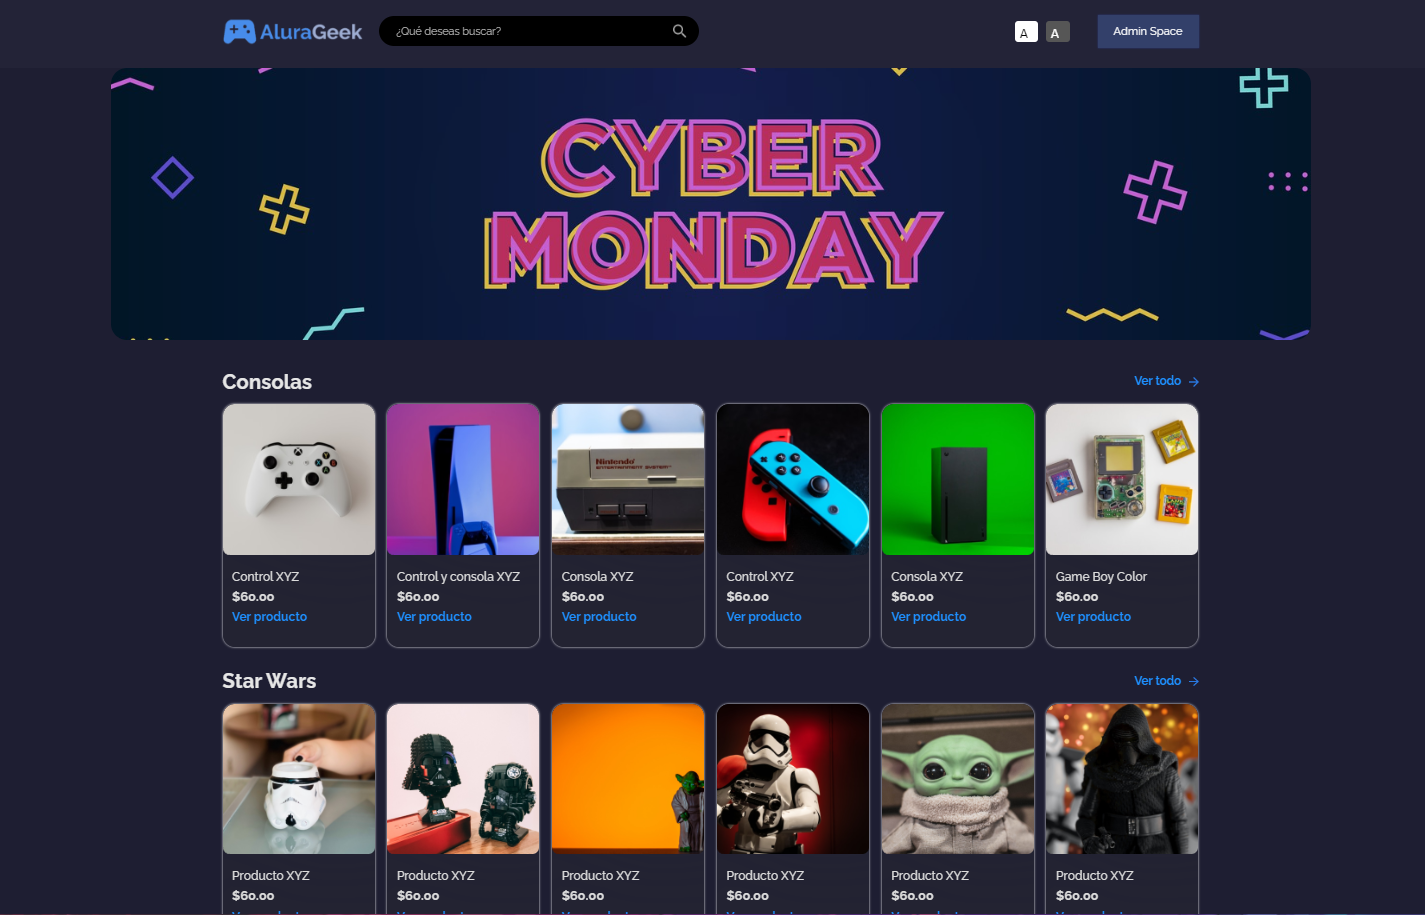 AluraGeek
¿Qué deseas buscar?
A
A
Admin Space
CYBER
MONDAY
Consolas
Ver todo →
Nintendo
ENTERTAINMENT SYSTEM™
Control XYZ
$60.00
Ver producto
Control y consola XYZ
$60.00
Ver producto
Consola XYZ
$60.00
Ver producto
Control XYZ
$60.00
Ver producto
Consola XYZ
$60.00
Ver producto
Game Boy Color
$60.00
Ver producto
Star Wars
Ver todo →
Producto XYZ
$60.00
Producto XYZ
$60.00
Producto XYZ
$60.00
Producto XYZ
$60.00
Producto XYZ
$60.00
Producto XYZ
$60.00